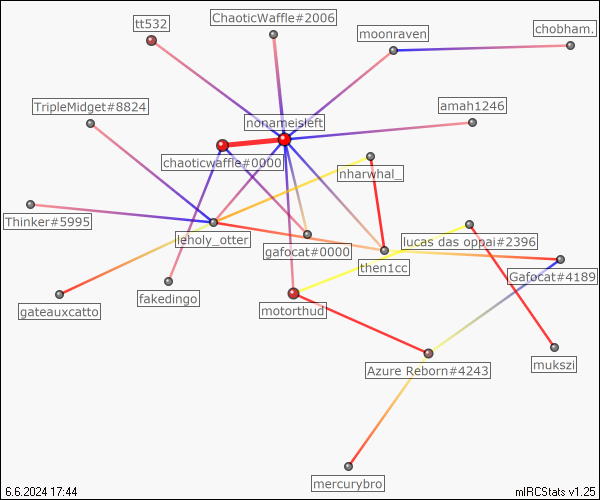 ChaoticWaffle#2006
tt532
chobham.
moonraven
TripleMidget#8824
amah1246
nonameisleft
chaoticwaffle#0000
nharwhal_
Thinker#5995
leholy_otter
lucas das oppai#2396
gafocat#0000
then1cc
Gafocat#4189
fakedingo
gateauxcatto
motorthud
mukszi
Azure Reborn#4243
mercurybro
6.6.2024 17:44
mIRCStats v1.25